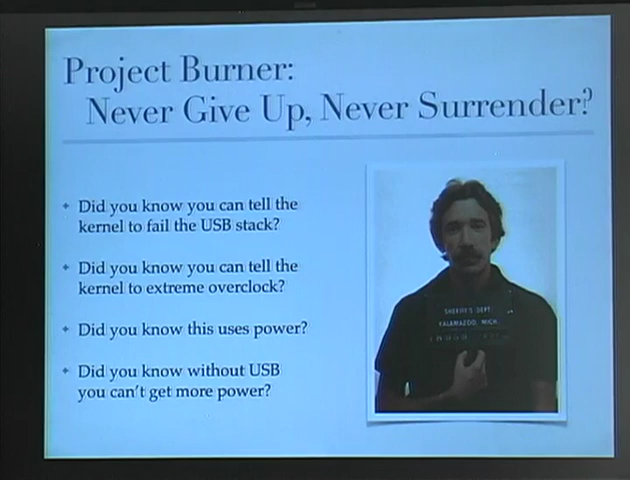 Project Burner:
Never Give Up, Never Surrender?
Did you know you can tell the
kernel to fail the USB stack?
Did you know you can tell the
kernel to extreme overclock?
Did you know this uses power?
Did you know without USB
you can't get more power?
SHERIFF'S DEPT.
KALAMAZOO, MICH.